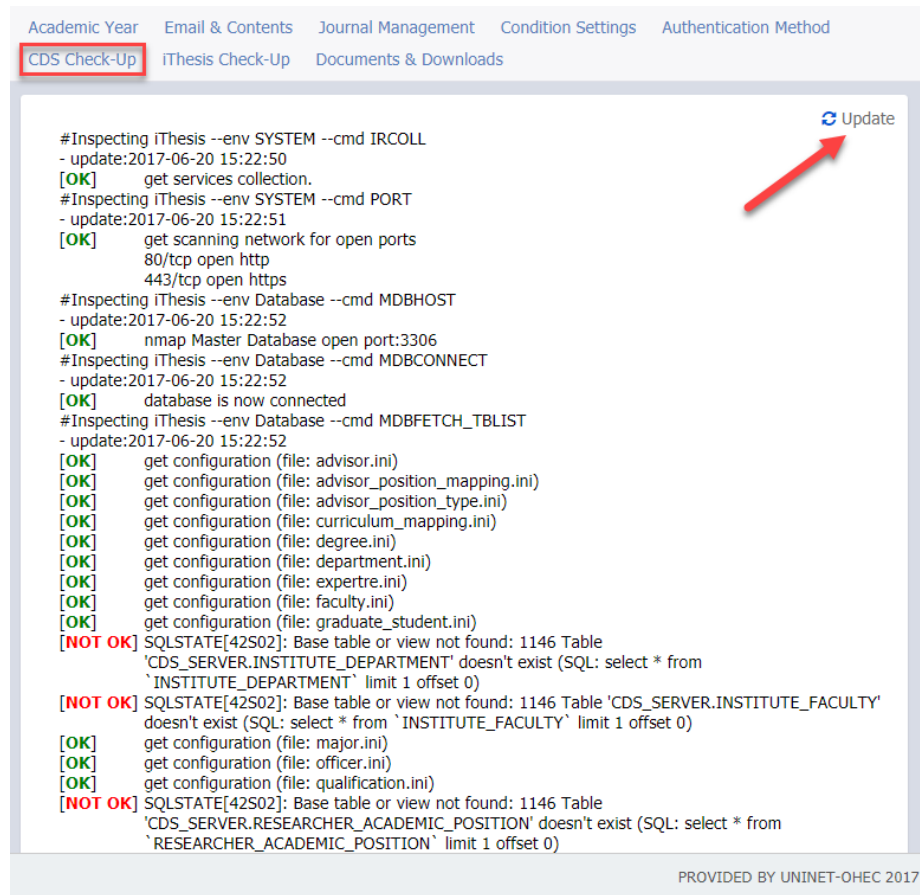 Academic Year Email & Contents Journal Management Condition Settings Authentication Method
CDS Check-Up iThesis Check-Up Documents & Downloads
Update
#Inspecting iThesis --env SYSTEM --cmd IRCOLL
- update:2017-06-20 15:22:50
[OK] get services collection.
#Inspecting iThesis --env SYSTEM --cmd PORT
- update:2017-06-20 15:22:51
[OK] get scanning network for open ports
80/tcp open http
443/tcp open https
#Inspecting iThesis --env Database --cmd MDBHOST
- update:2017-06-20 15:22:52
[OK] nmap Master Database open port:3306
#Inspecting iThesis --env Database --cmd MDBCONNECT
- update:2017-06-20 15:22:52
[OK] database is now connected
#Inspecting iThesis --env Database --cmd MDBFETCH_TBLIST
- update:2017-06-20 15:22:52
[OK] get configuration (file: advisor.ini)
[OK] get configuration (file: advisor_position_mapping.ini)
[OK] get configuration (file: advisor_position_type.ini)
[OK] get configuration (file: curriculum_mapping.ini)
[OK] get configuration (file: degree.ini)
[OK] get configuration (file: department.ini)
[OK] get configuration (file: expertre.ini)
[OK] get configuration (file: faculty.ini)
[OK] get configuration (file: graduate_student.ini)
[NOT OK] SQLSTATE[42S02]: Base table or view not found: 1146 Table
'CDS_SERVER.INSTITUTE_DEPARTMENT' doesn't exist (SQL: select * from
`INSTITUTE_DEPARTMENT` limit 1 offset 0)
[NOT OK] SQLSTATE[42S02]: Base table or view not found: 1146 Table 'CDS_SERVER.INSTITUTE_FACULTY'
doesn't exist (SQL: select * from `INSTITUTE_FACULTY` limit 1 offset 0)
[OK] get configuration (file: major.ini)
[OK] get configuration (file: officer.ini)
[OK] get configuration (file: qualification.ini)
[NOT OK] SQLSTATE[42S02]: Base table or view not found: 1146 Table
'CDS_SERVER.RESEARCHER_ACADEMIC_POSITION' doesn't exist (SQL: select * from
`RESEARCHER_ACADEMIC_POSITION` limit 1 offset 0)
PROVIDED BY UNINET-OHEC 2017